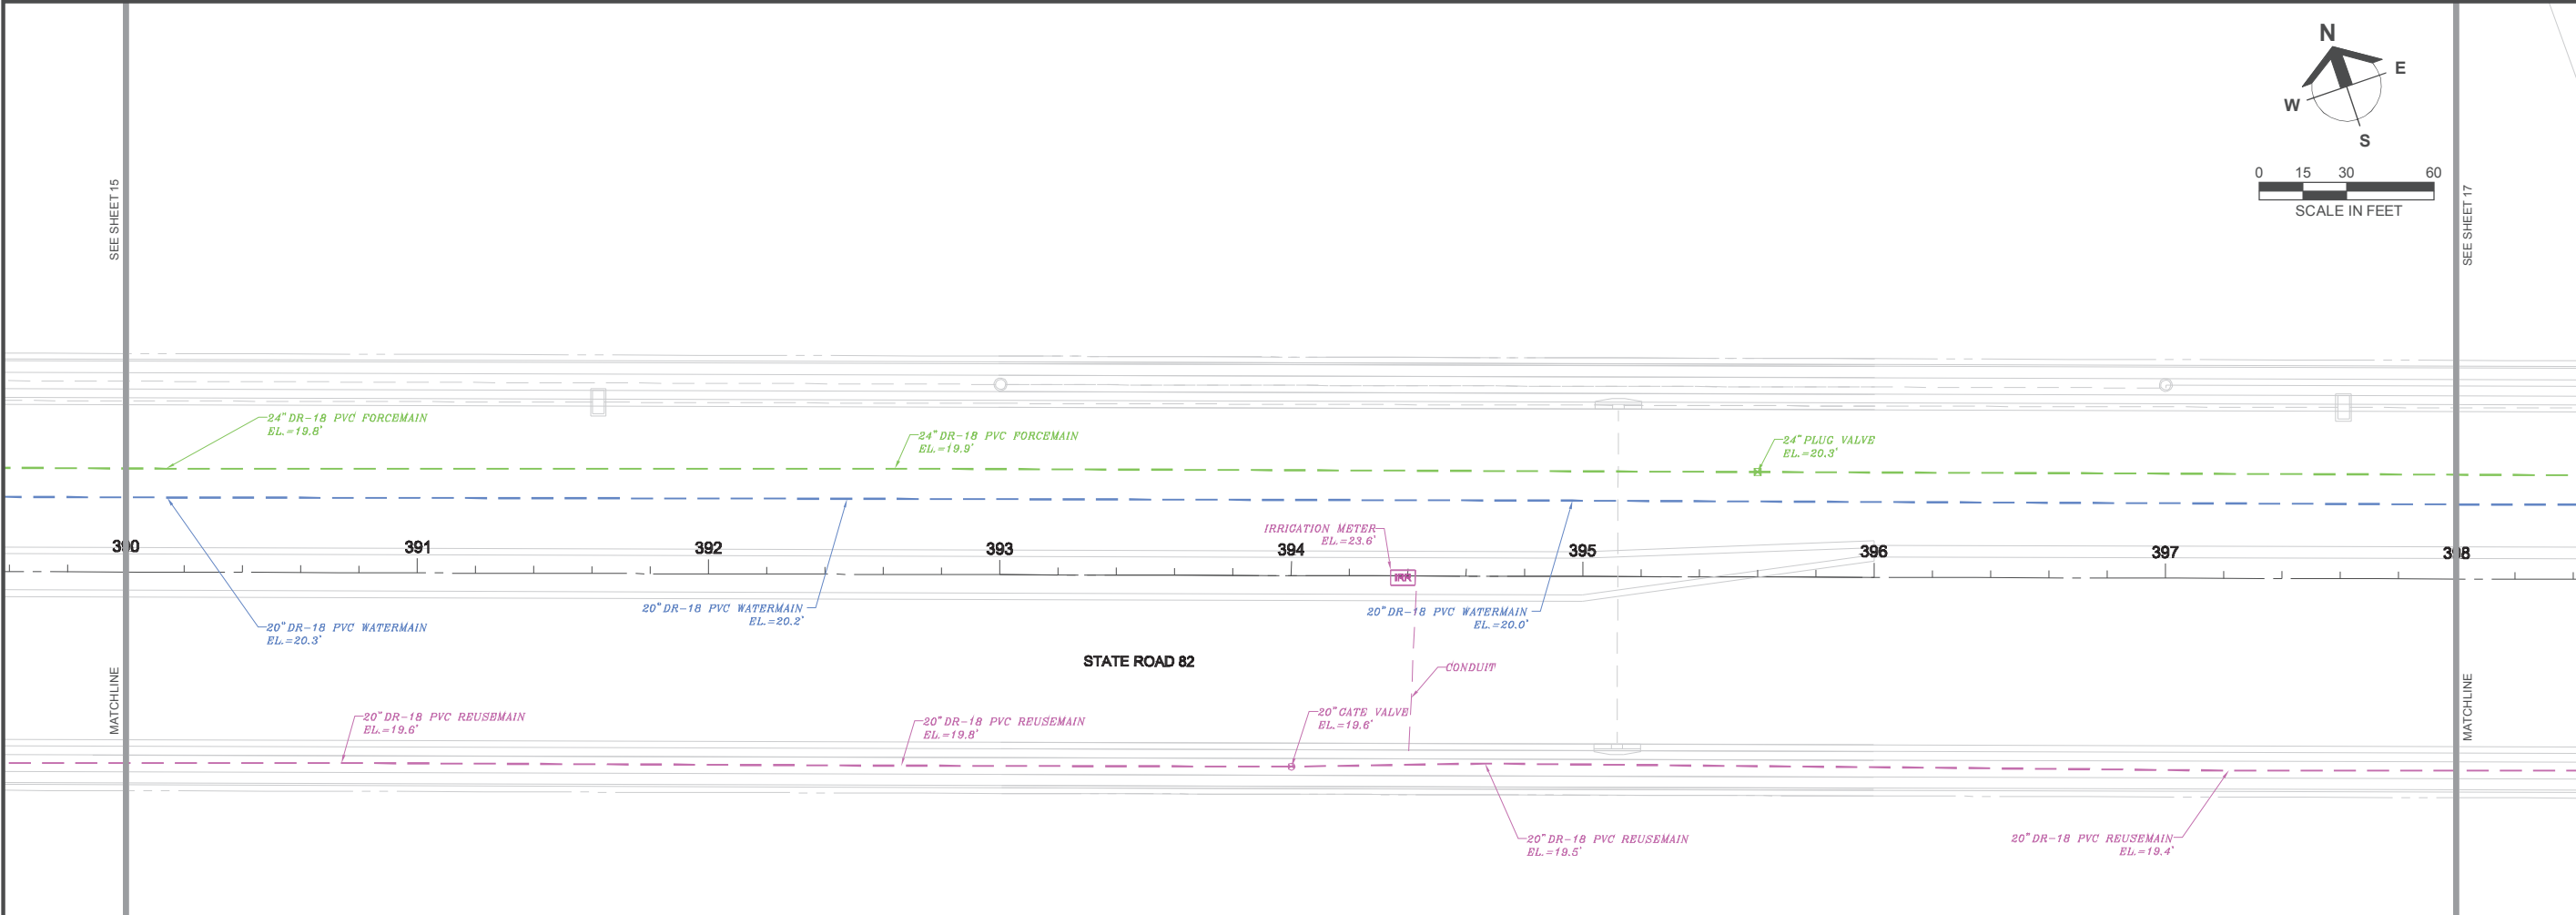 N
E
W
S
0 15 30 60
SCALE IN FEET
SEE SHEET 15
SEE SHEET 17
24" DR-18 PVC FORCEMAIN
EL.=19.8'
24" DR-18 PVC FORCEMAIN
EL.=19.9'
24" PLUG VALVE
EL.=20.3'
IRRIGATION METER
EL.=23.6'
390 391 392 393 394 395 396 397 398
IRR
20" DR-18 PVC WATERMAIN
EL.=20.3'
20" DR-18 PVC WATERMAIN
EL.=20.2'
20" DR-18 PVC WATERMAIN
EL.=20.0'
STATE ROAD 82
CONDUIT
MATCHLINE
MATCHLINE
20" DR-18 PVC REUSEMAIN
EL.=19.6'
20" DR-18 PVC REUSEMAIN
EL.=19.8'
20" GATE VALVE
EL.=19.6'
20" DR-18 PVC REUSEMAIN
EL.=19.5'
20" DR-18 PVC REUSEMAIN
EL.=19.4'